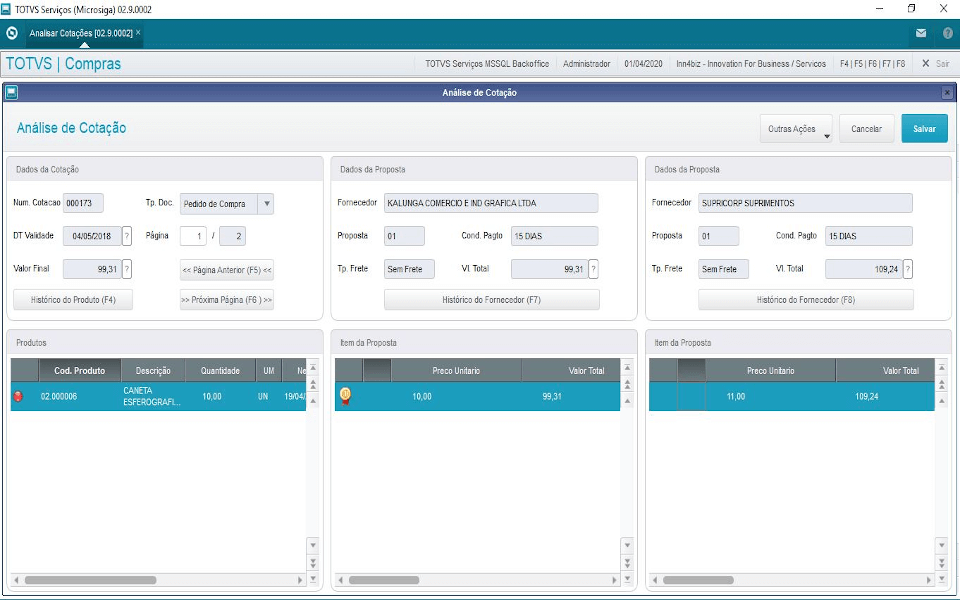 TOTVS Serviços (Microsiga) 02.9.0002
Analisar Cotações [02.9.0002] ×
TOTVS | Compras TOTVS Serviços MSSQL Backoffice Administrador 01/04/2020 Inn4biz - Innovation For Business / Servicos F4 | F5 | F6 | F7 | F8 X Sair
Análise de Cotação
Análise de Cotação Outras Ações Cancelar Salvar
Dados da Cotação
Num. Cotacao 000173 Tp. Doc. Pedido de Compra
DT Validade 04/05/2018 ? Página 1 / 2
Valor Final 99,31 ? << Página Anterior (F5) <<
Histórico do Produto (F4) >> Próxima Página (F6 ) >>
Dados da Proposta
Fornecedor KALUNGA COMERCIO E IND GRAFICA LTDA
Proposta 01 Cond. Pagto 15 DIAS
Tp. Frete Sem Frete Vl. Total 99,31 ?
Histórico do Fornecedor (F7)
Dados da Proposta
Fornecedor SUPRICORP SUPRIMENTOS
Proposta 01 Cond. Pagto 15 DIAS
Tp. Frete Sem Frete Vl. Total 109,24 ?
Histórico do Fornecedor (F8)
Produtos
Cod. Produto Descrição Quantidade UM Ne
02.000006 CANETA ESFEROGRAFI... 10,00 UN 19/04/
Item da Proposta
Preco Unitario Valor Total
10,00 99,31
Item da Proposta
Preco Unitario Valor Total
11,00 109,24